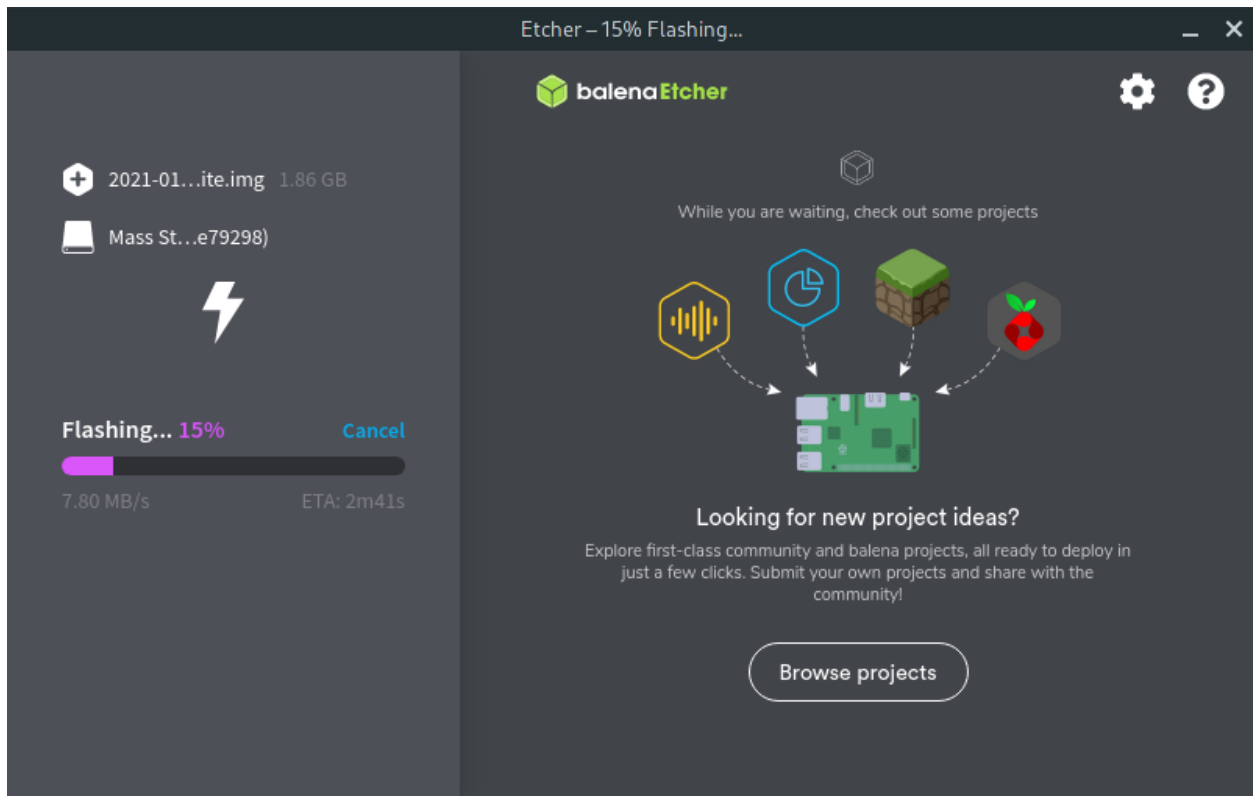 Etcher – 15% Flashing...
balenaEtcher
2021-01...ite.img 1.86 GB
Mass St...e79298)
Flashing... 15% Cancel
7.80 MB/s ETA: 2m41s
While you are waiting, check out some projects
Looking for new project ideas?
Explore first-class community and balena projects, all ready to deploy in
just a few clicks. Submit your own projects and share with the
community!
Browse projects